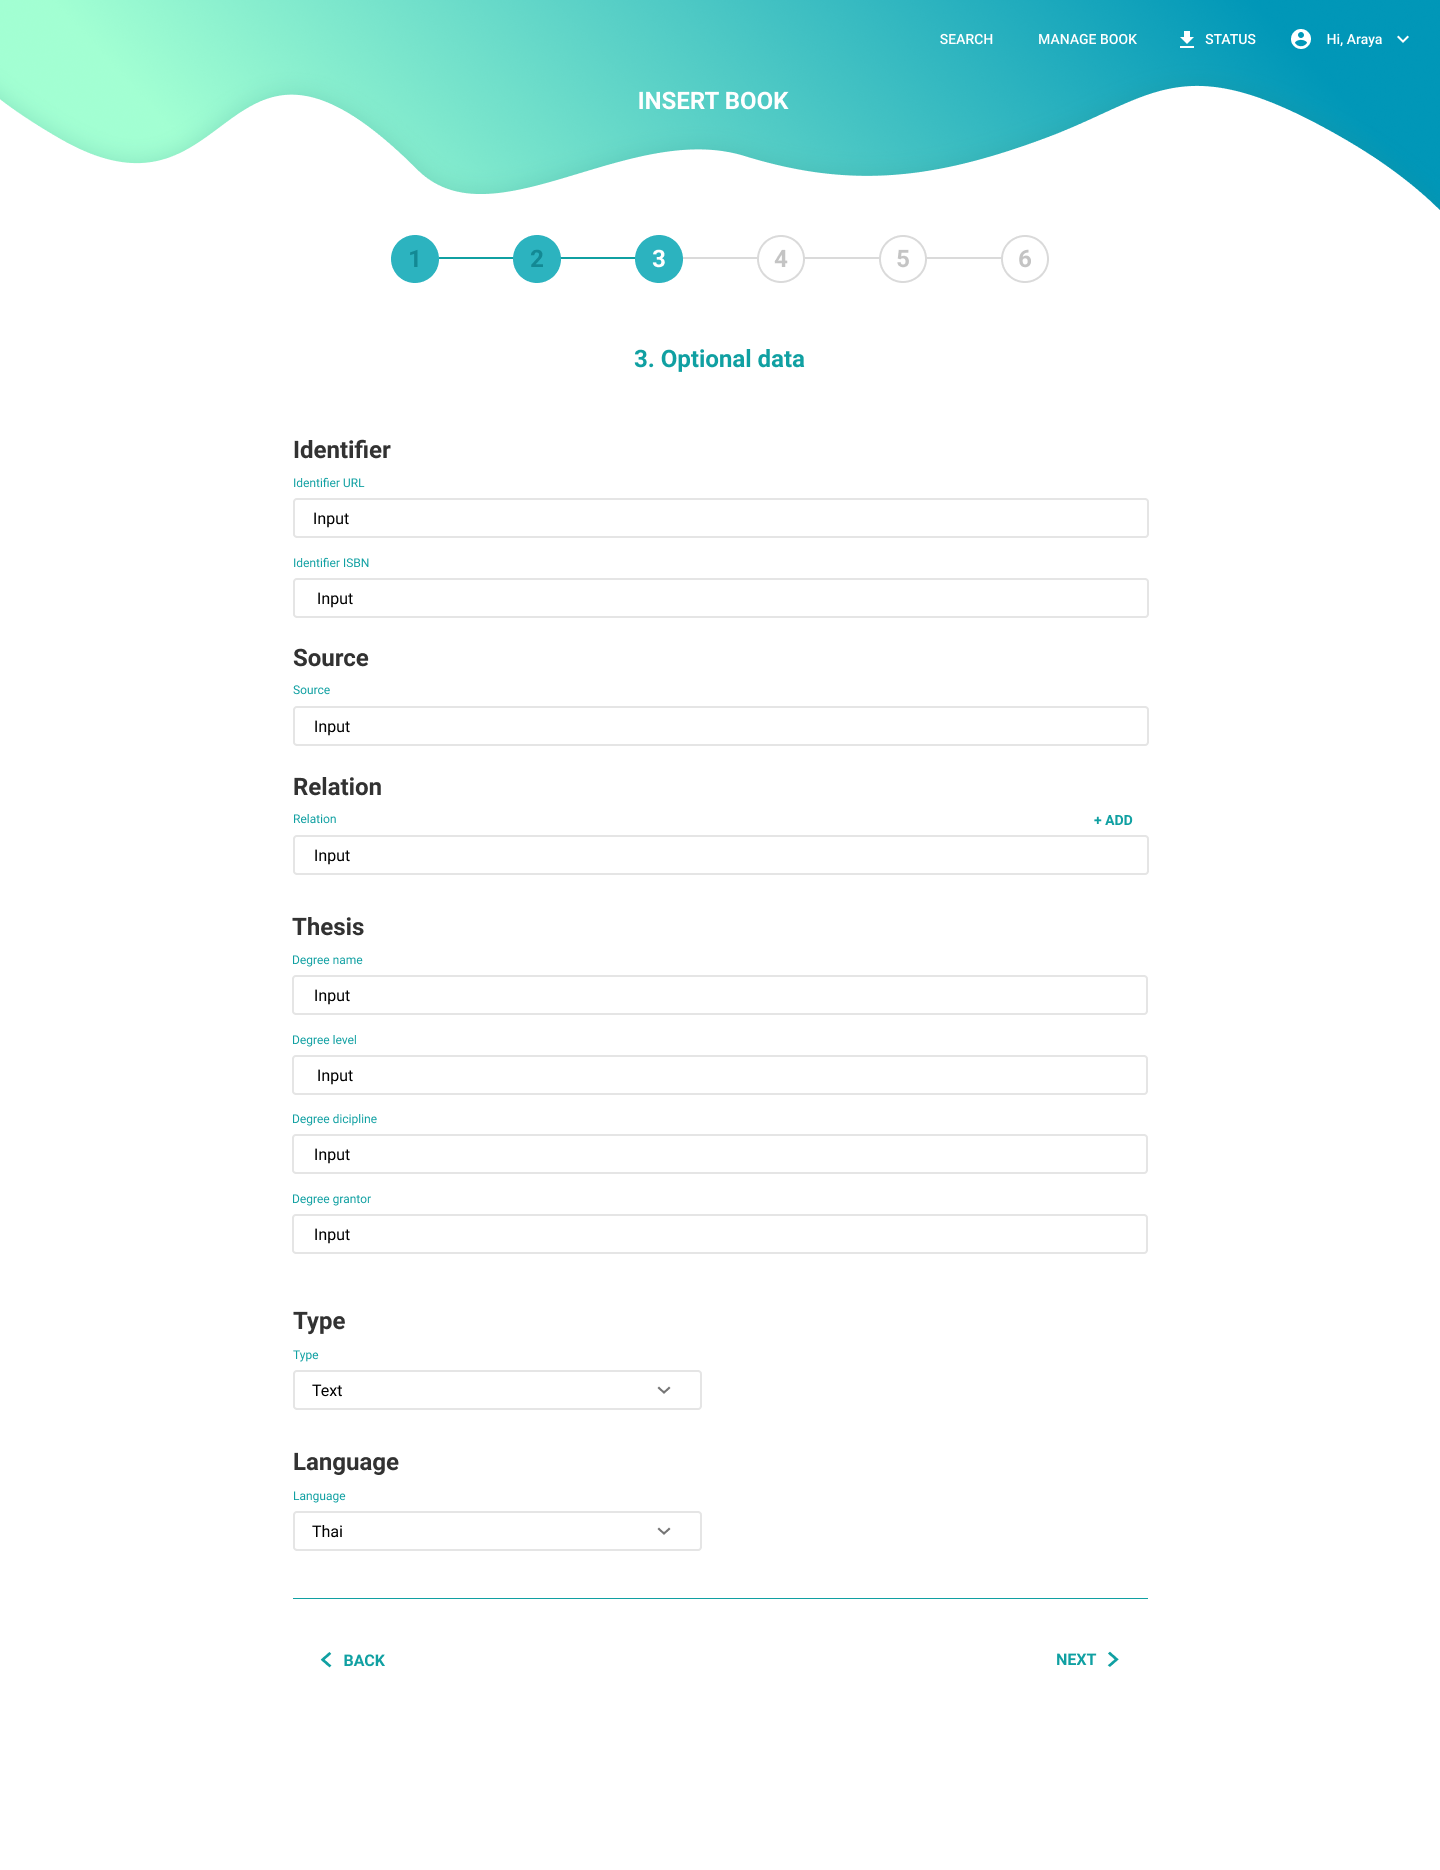 SEARCH MANAGE BOOK STATUS Hi, Araya
INSERT BOOK
1 2 3 4 5 6
3. Optional data
Identifier
Identifier URL
Input
Identifier ISBN
Input
Source
Source
Input
Relation
Relation + ADD
Input
Thesis
Degree name
Input
Degree level
Input
Degree dicipline
Input
Degree grantor
Input
Type
Type
Text
Language
Language
Thai
BACK NEXT